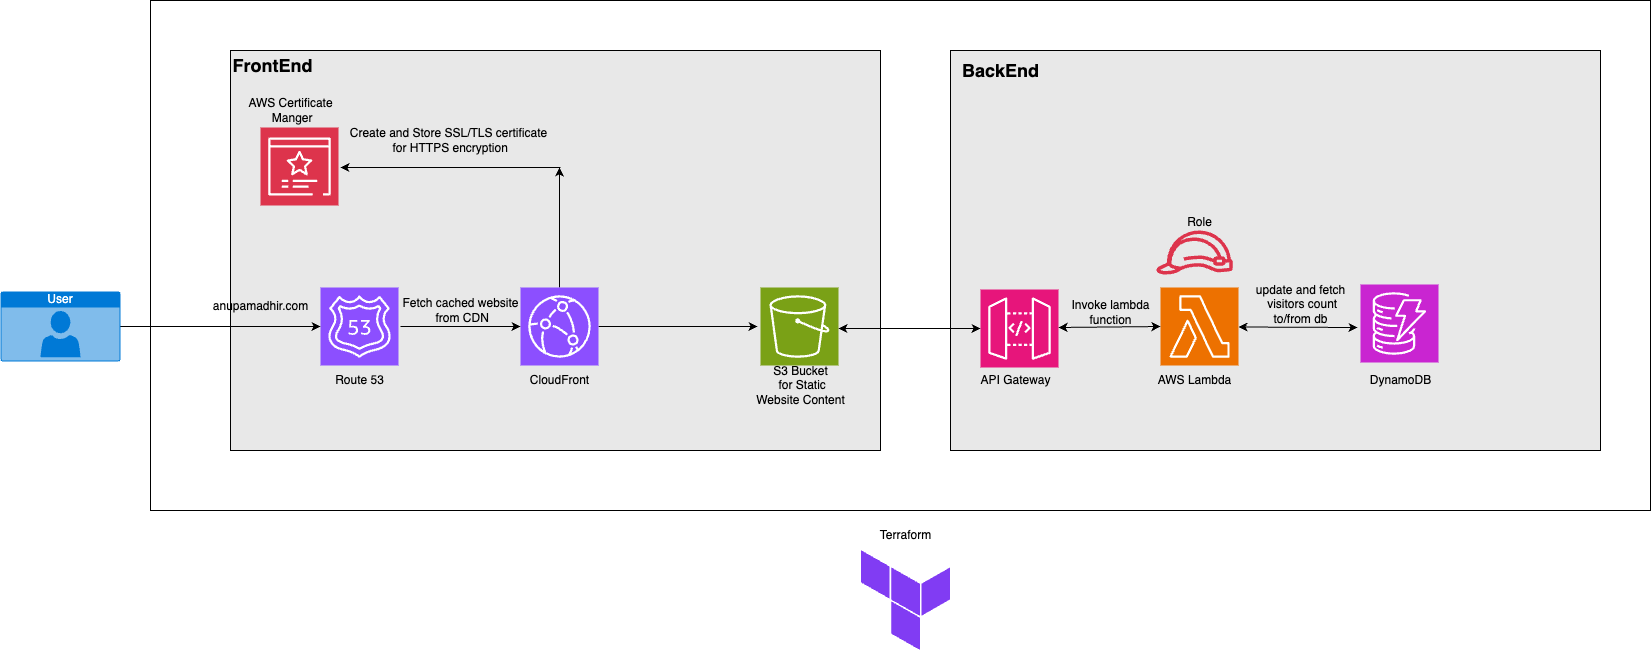 FrontEnd
AWS Certificate
Manger
Create and Store SSL/TLS certificate
for HTTPS encryption
User
anupamadhir.com
53
Route 53
Fetch cached website
from CDN
CloudFront
S3 Bucket
for Static
Website Content
BackEnd
Role
</>
API Gateway
Invoke lambda
function
AWS Lambda
update and fetch
visitors count
to/from db
DynamoDB
Terraform